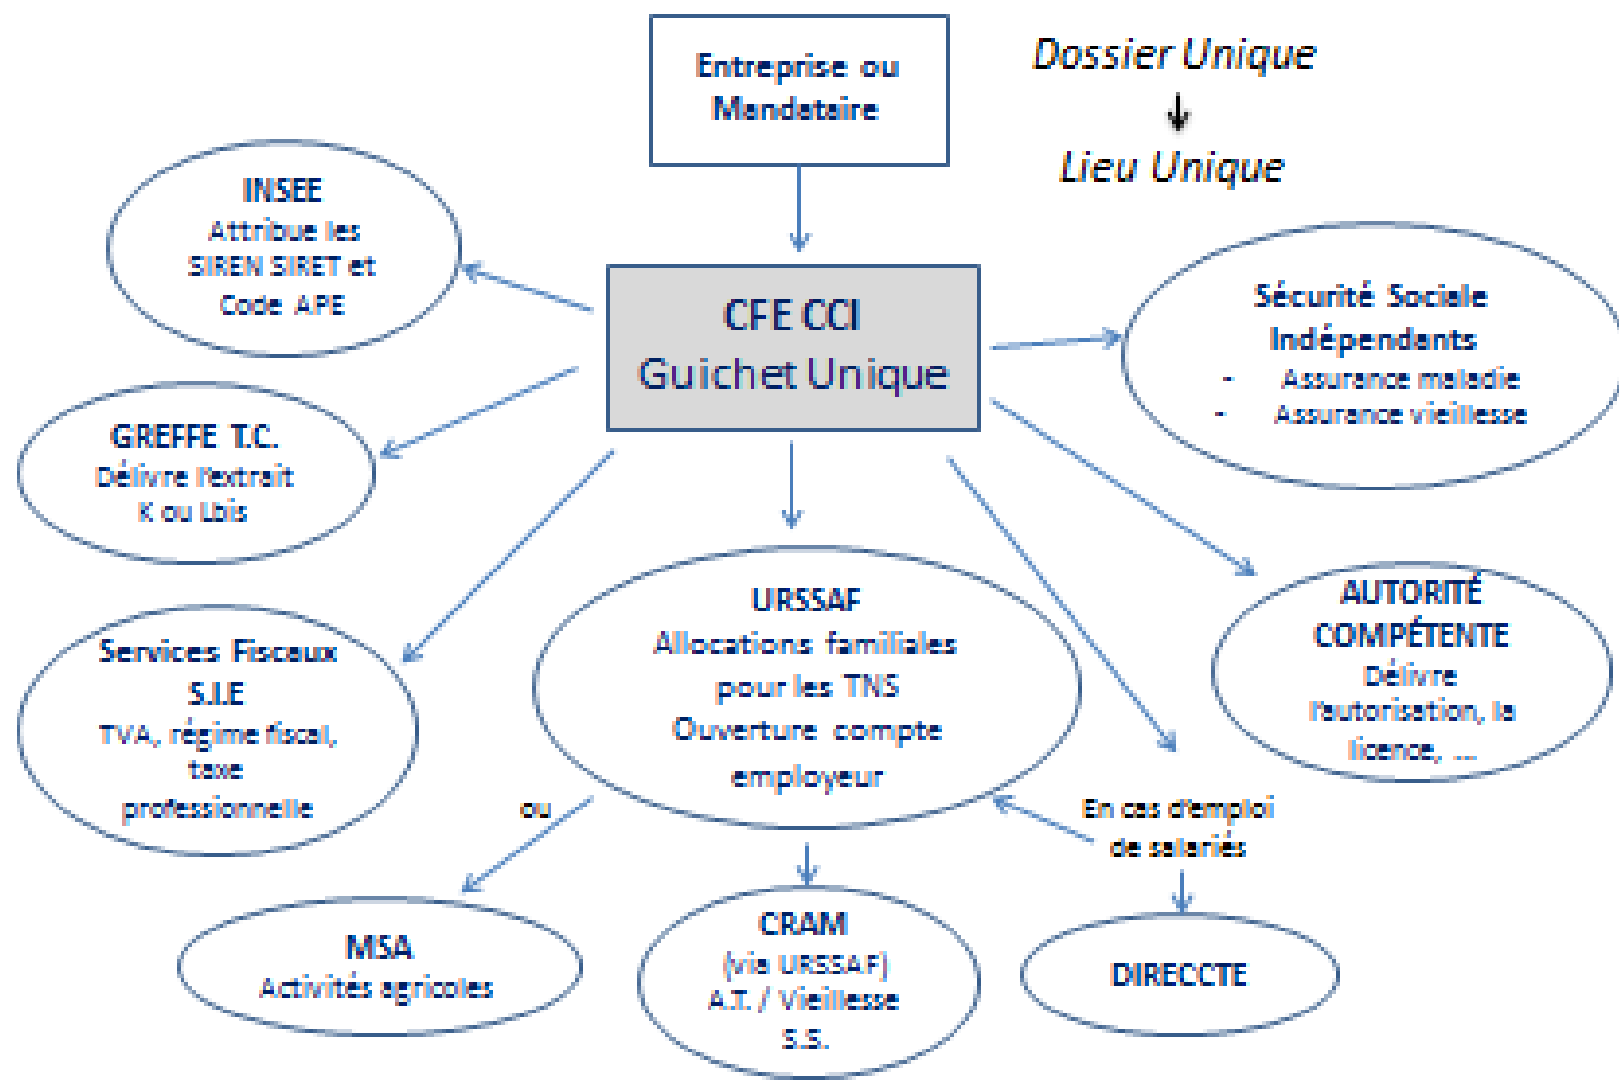 Entreprise ou
Mandataire
Dossier Unique
Lieu Unique
INSEE
Attribue les
SIREN SIRET et
Code APE
CFE CCI
Guichet Unique
Sécurité Sociale
Indépendants
- Assurance maladie
- Assurance vieillesse
GREFFE T.C.
Délivre l'extrait
K ou Lbis
Services Fiscaux
S.I.E
TVA, régime fiscal,
taxe
professionnelle
URSSAF
Allocations familiales
pour les TNS
Ouverture compte
employeur
AUTORITÉ
COMPÉTENTE
Délivre
l'autorisation, la
licence, ...
ou
En cas d'emploi
de salariés
MSA
Activités agricoles
CRAM
(via URSSAF)
A.T. / Vieillesse
S.S.
DIRECCTE